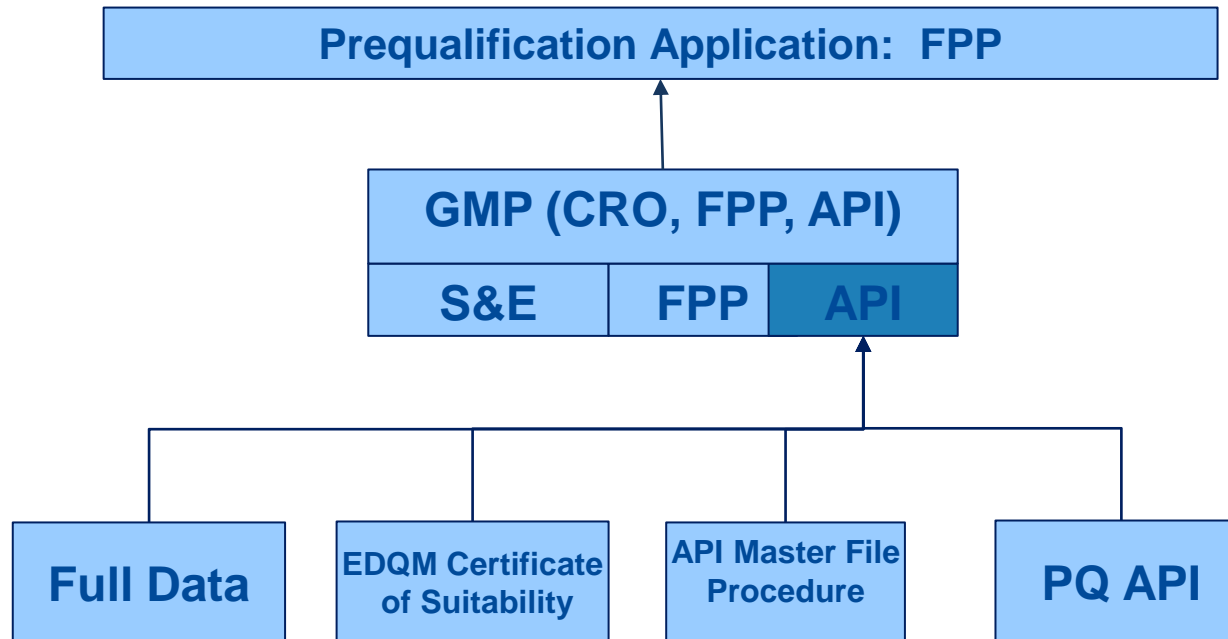 Prequalification Application: FPP
GMP (CRO, FPP, API)
S&E
FPP
API
Full Data
EDQM Certificate
of Suitability
API Master File
Procedure
PQ API